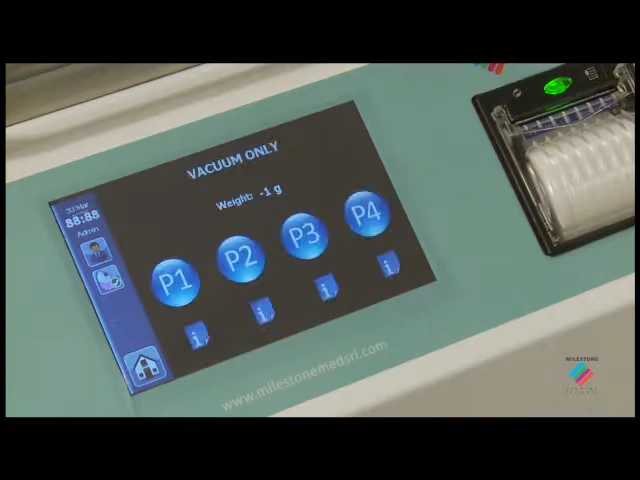 VACUUM ONLY
Weight: -1 g
88:88
Admin
P1 P2 P3 P4
i i i i
www.milestonemedsrl.com
MILESTONE